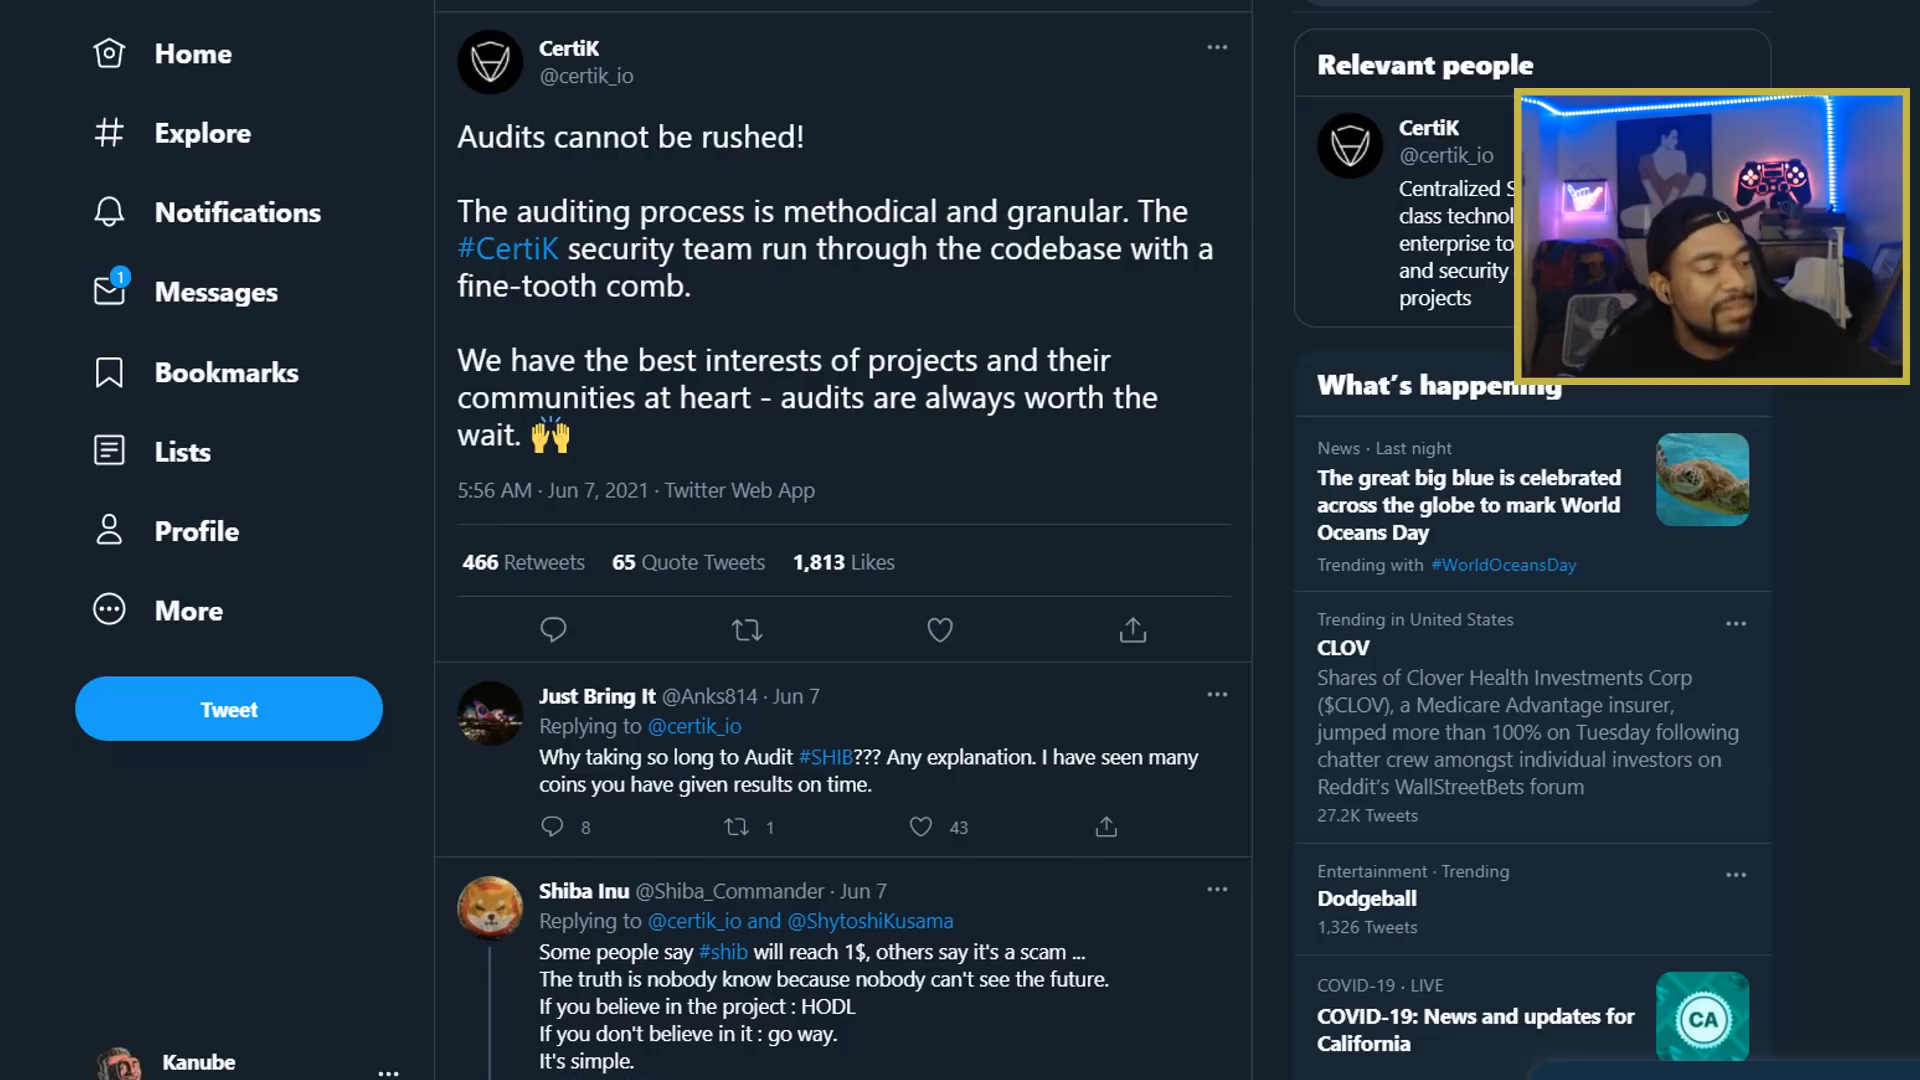 Home
Explore
Notifications
1
Messages
Bookmarks
Lists
Profile
More
Tweet
Kanube
CertiK
@certik_io
Audits cannot be rushed!
The auditing process is methodical and granular. The
#CertiK security team run through the codebase with a
fine-tooth comb.
We have the best interests of projects and their
communities at heart - audits are always worth the
wait. 🙌
5:56 AM · Jun 7, 2021 · Twitter Web App
466 Retweets 65 Quote Tweets 1,813 Likes
Just Bring It @Anks814 · Jun 7
Replying to @certik_io
Why taking so long to Audit #SHIB??? Any explanation. I have seen many
coins you have given results on time.
8 1 43
Shiba Inu @Shiba_Commander · Jun 7
Replying to @certik_io and @ShytoshiKusama
Some people say #shib will reach 1$, others say it's a scam ...
The truth is nobody know because nobody can't see the future.
If you believe in the project : HODL
If you don't believe in it : go way.
It's simple.
Relevant people
CertiK
@certik_io
Centralized S
class technol
enterprise to
and security
projects
What's happening
News · Last night
The great big blue is celebrated
across the globe to mark World
Oceans Day
Trending with #WorldOceansDay
Trending in United States
CLOV
Shares of Clover Health Investments Corp
($CLOV), a Medicare Advantage insurer,
jumped more than 100% on Tuesday following
chatter crew amongst individual investors on
Reddit's WallStreetBets forum
27.2K Tweets
Entertainment · Trending
Dodgeball
1,326 Tweets
COVID-19 · LIVE
COVID-19: News and updates for
California
CA